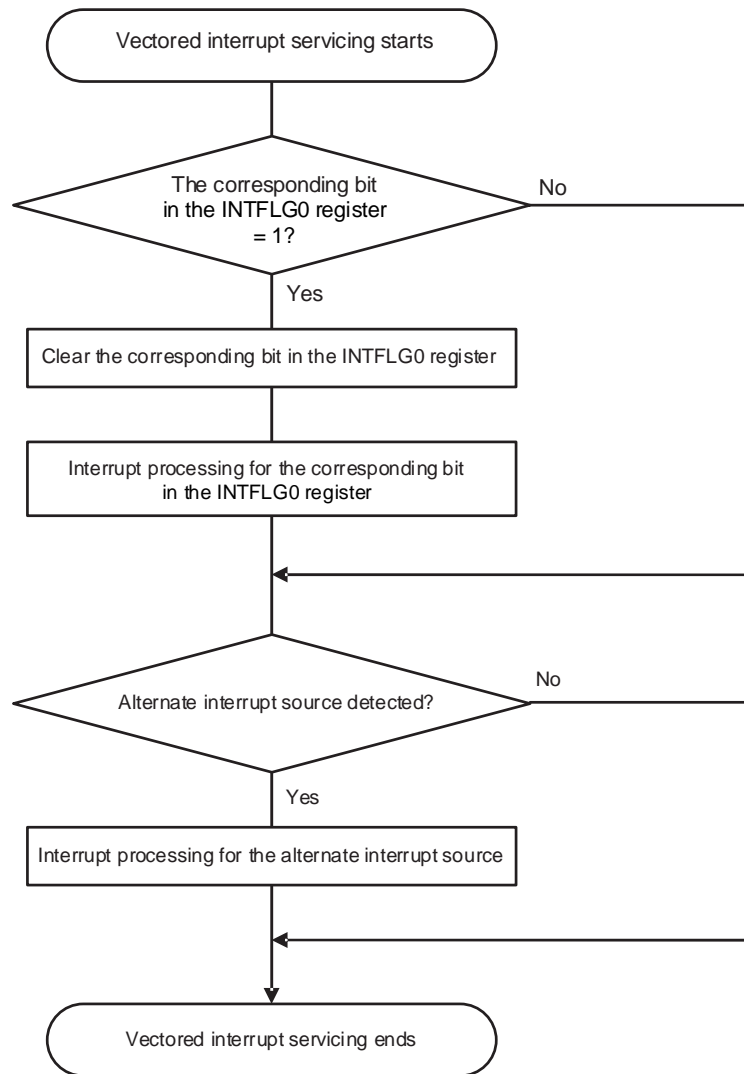 Vectored interrupt servicing starts
The corresponding bit
in the INTFLG0 register
= 1?
No
Yes
Clear the corresponding bit in the INTFLG0 register
Interrupt processing for the corresponding bit
in the INTFLG0 register
Alternate interrupt source detected?
No
Yes
Interrupt processing for the alternate interrupt source
Vectored interrupt servicing ends